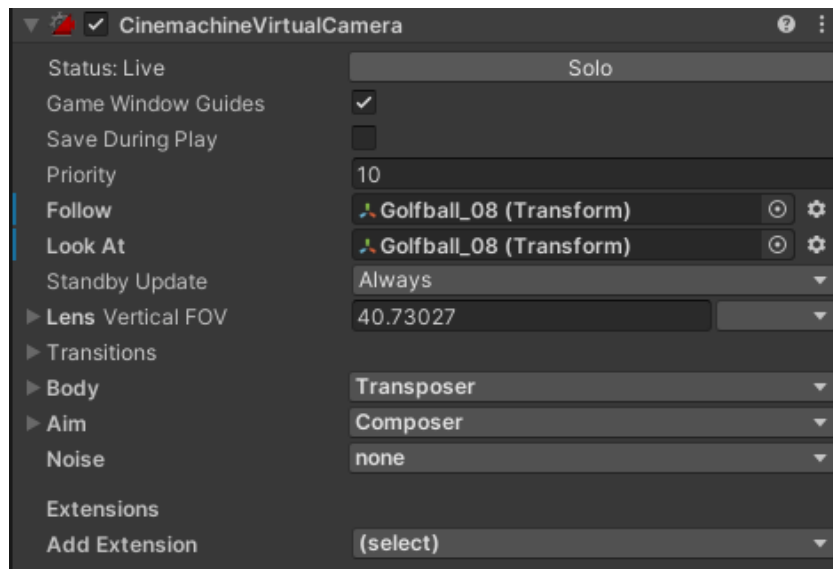 CinemachineVirtualCamera
Status: Live Solo
Game Window Guides
Save During Play
Priority 10
Follow Golfball_08 (Transform)
Look At Golfball_08 (Transform)
Standby Update Always
Lens Vertical FOV 40.73027
Transitions
Body Transposer
Aim Composer
Noise none
Extensions
Add Extension (select)